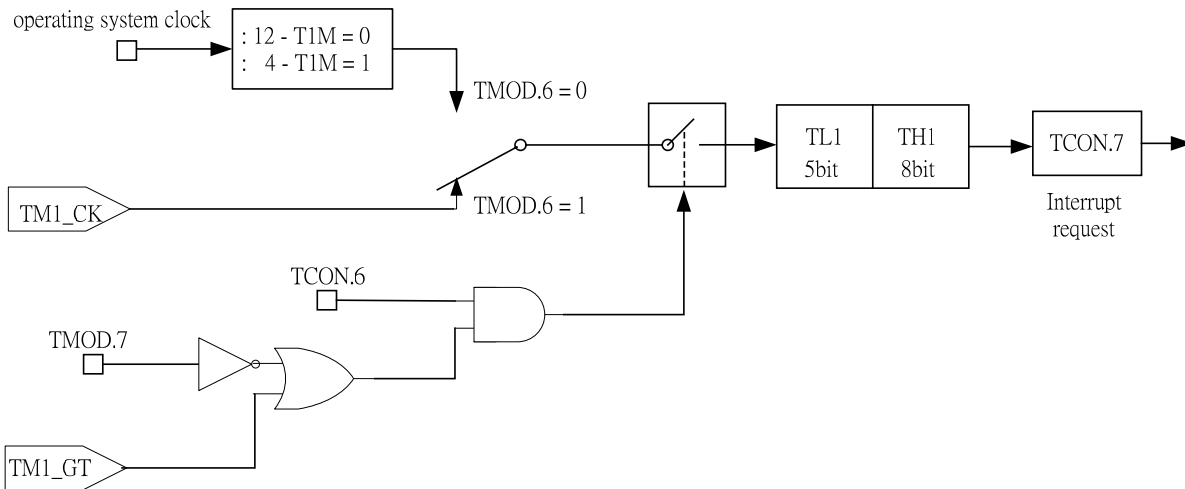 operating system clock
: 12 - T1M = 0
: 4 - T1M = 1
TMOD.6 = 0
TL1
5bit
TH1
8bit
TCON.7
TM1_CK
TMOD.6 = 1
Interrupt
request
TCON.6
TMOD.7
TM1_GT